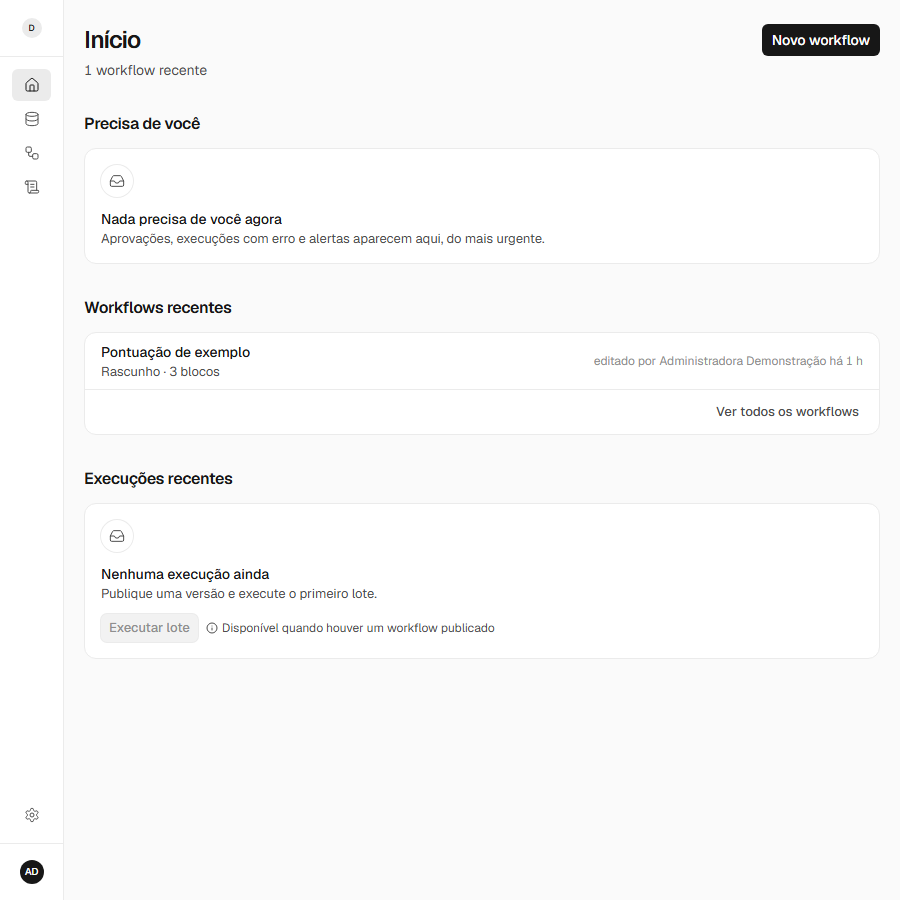 D
Início
Novo workflow
1 workflow recente
Precisa de você
Nada precisa de você agora
Aprovações, execuções com erro e alertas aparecem aqui, do mais urgente.
Workflows recentes
Pontuação de exemplo
Rascunho · 3 blocos
editado por Administradora Demonstração há 1 h
Ver todos os workflows
Execuções recentes
Nenhuma execução ainda
Publique uma versão e execute o primeiro lote.
Executar lote
Disponível quando houver um workflow publicado
AD